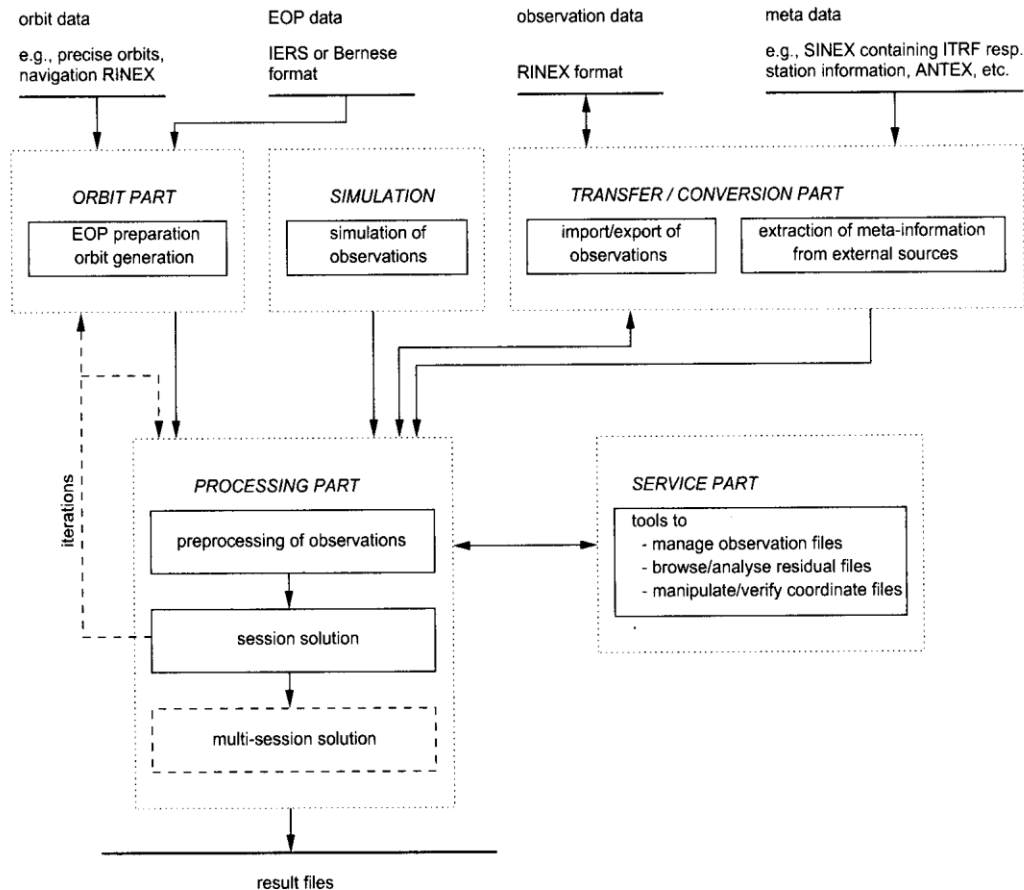 orbit data
EOP data
observation data
meta data
e.g., precise orbits,
navigation RINEX
IERS or Bernese
format
RINEX format
e.g., SINEX containing ITRF resp.
station information, ANTEX, etc.
ORBIT PART
EOP preparation
orbit generation
SIMULATION
simulation of
observations
TRANSFER / CONVERSION PART
import/export of
observations
extraction of meta-information
from external sources
iterations
PROCESSING PART
preprocessing of observations
session solution
multi-session solution
SERVICE PART
tools to
- manage observation files
- browse/analyse residual files
- manipulate/verify coordinate files
result files